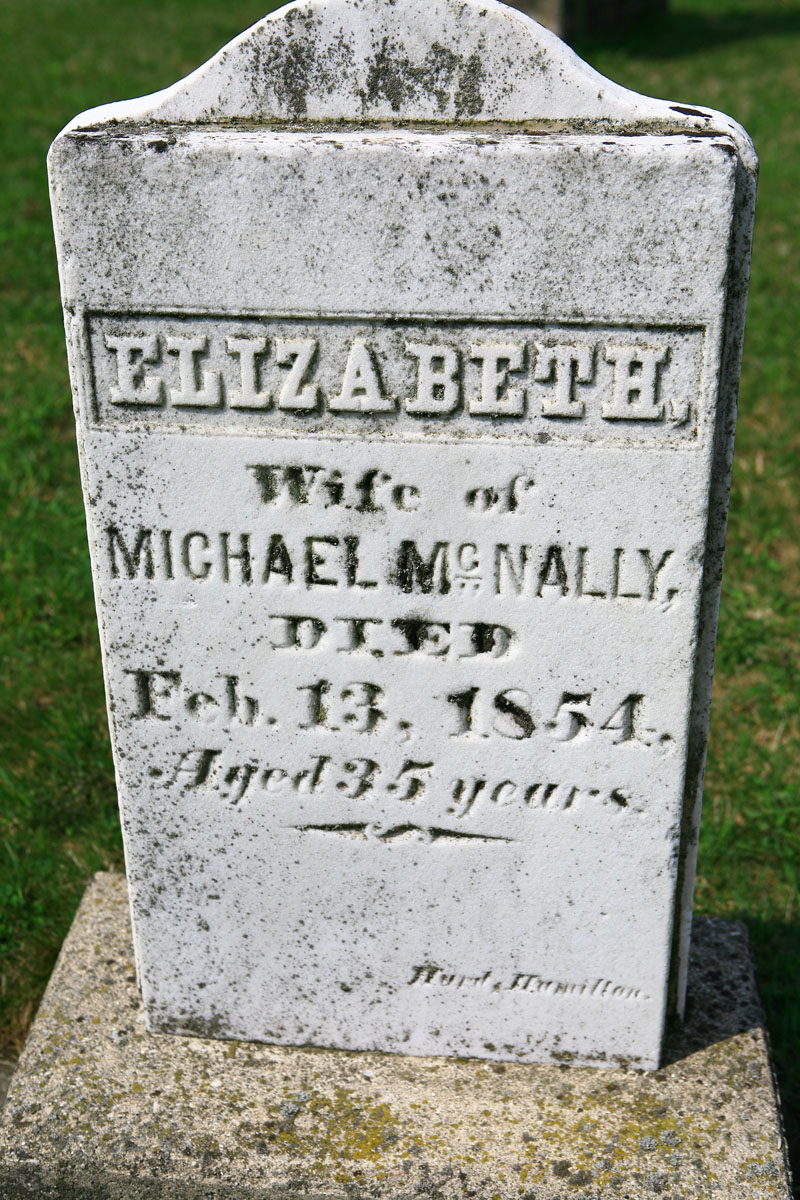 ELIZABETH,
Wife of
MICHAEL McNALLY,
DIED
Feb. 13, 1854,
Aged 35 years.
Hurd, Hamilton.